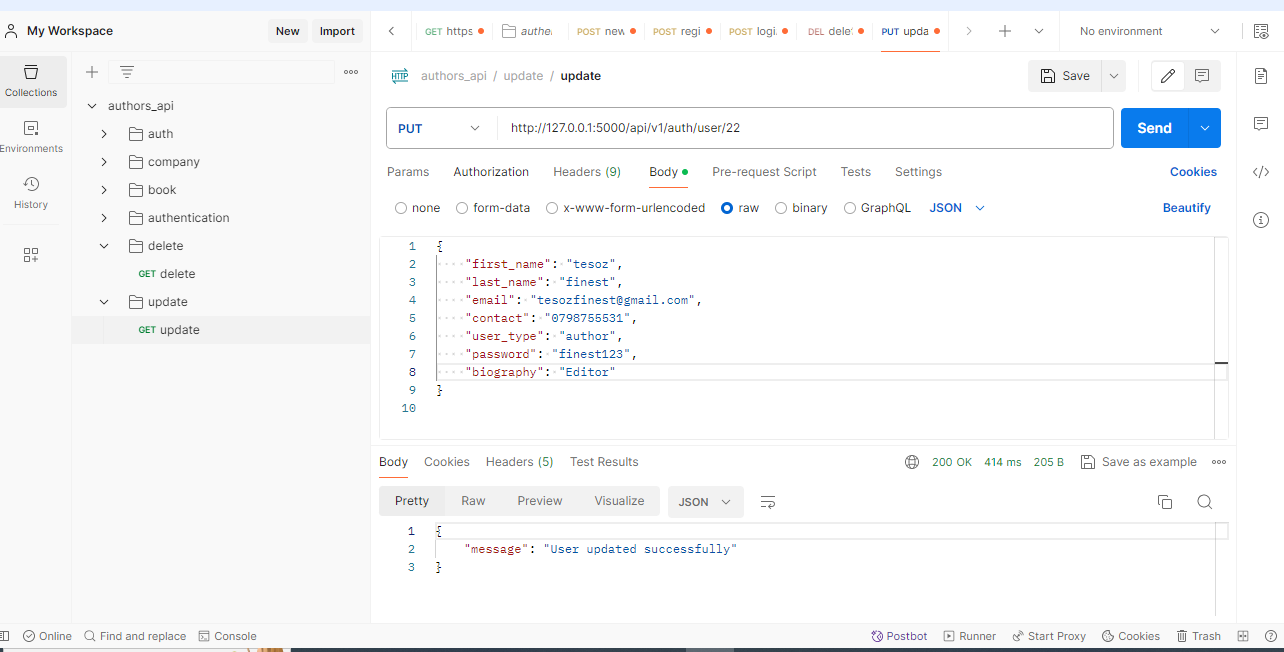 My Workspace
New
Import
GET https
authe
POST new
POST regi
POST logi
DEL dele
PUT upda
No environment
Collections
Environments
History
authors_api
auth
company
book
authentication
delete
GET delete
update
GET update
HTTP authors_api / update / update
Save
PUT
http://127.0.0.1:5000/api/v1/auth/user/22
Send
Params Authorization Headers (9) Body Pre-request Script Tests Settings Cookies
none form-data x-www-form-urlencoded raw binary GraphQL JSON Beautify
1 {
2 "first_name": "tesoz",
3 "last_name": "finest",
4 "email": "tesozfinest@gmail.com",
5 "contact": "0798755531",
6 "user_type": "author",
7 "password": "finest123",
8 "biography": "Editor"
9 }
10
Body Cookies Headers (5) Test Results 200 OK 414 ms 205 B Save as example
Pretty Raw Preview Visualize JSON
1 {
2 "message": "User updated successfully"
3 }
Online Find and replace Console Postbot Runner Start Proxy Cookies Trash